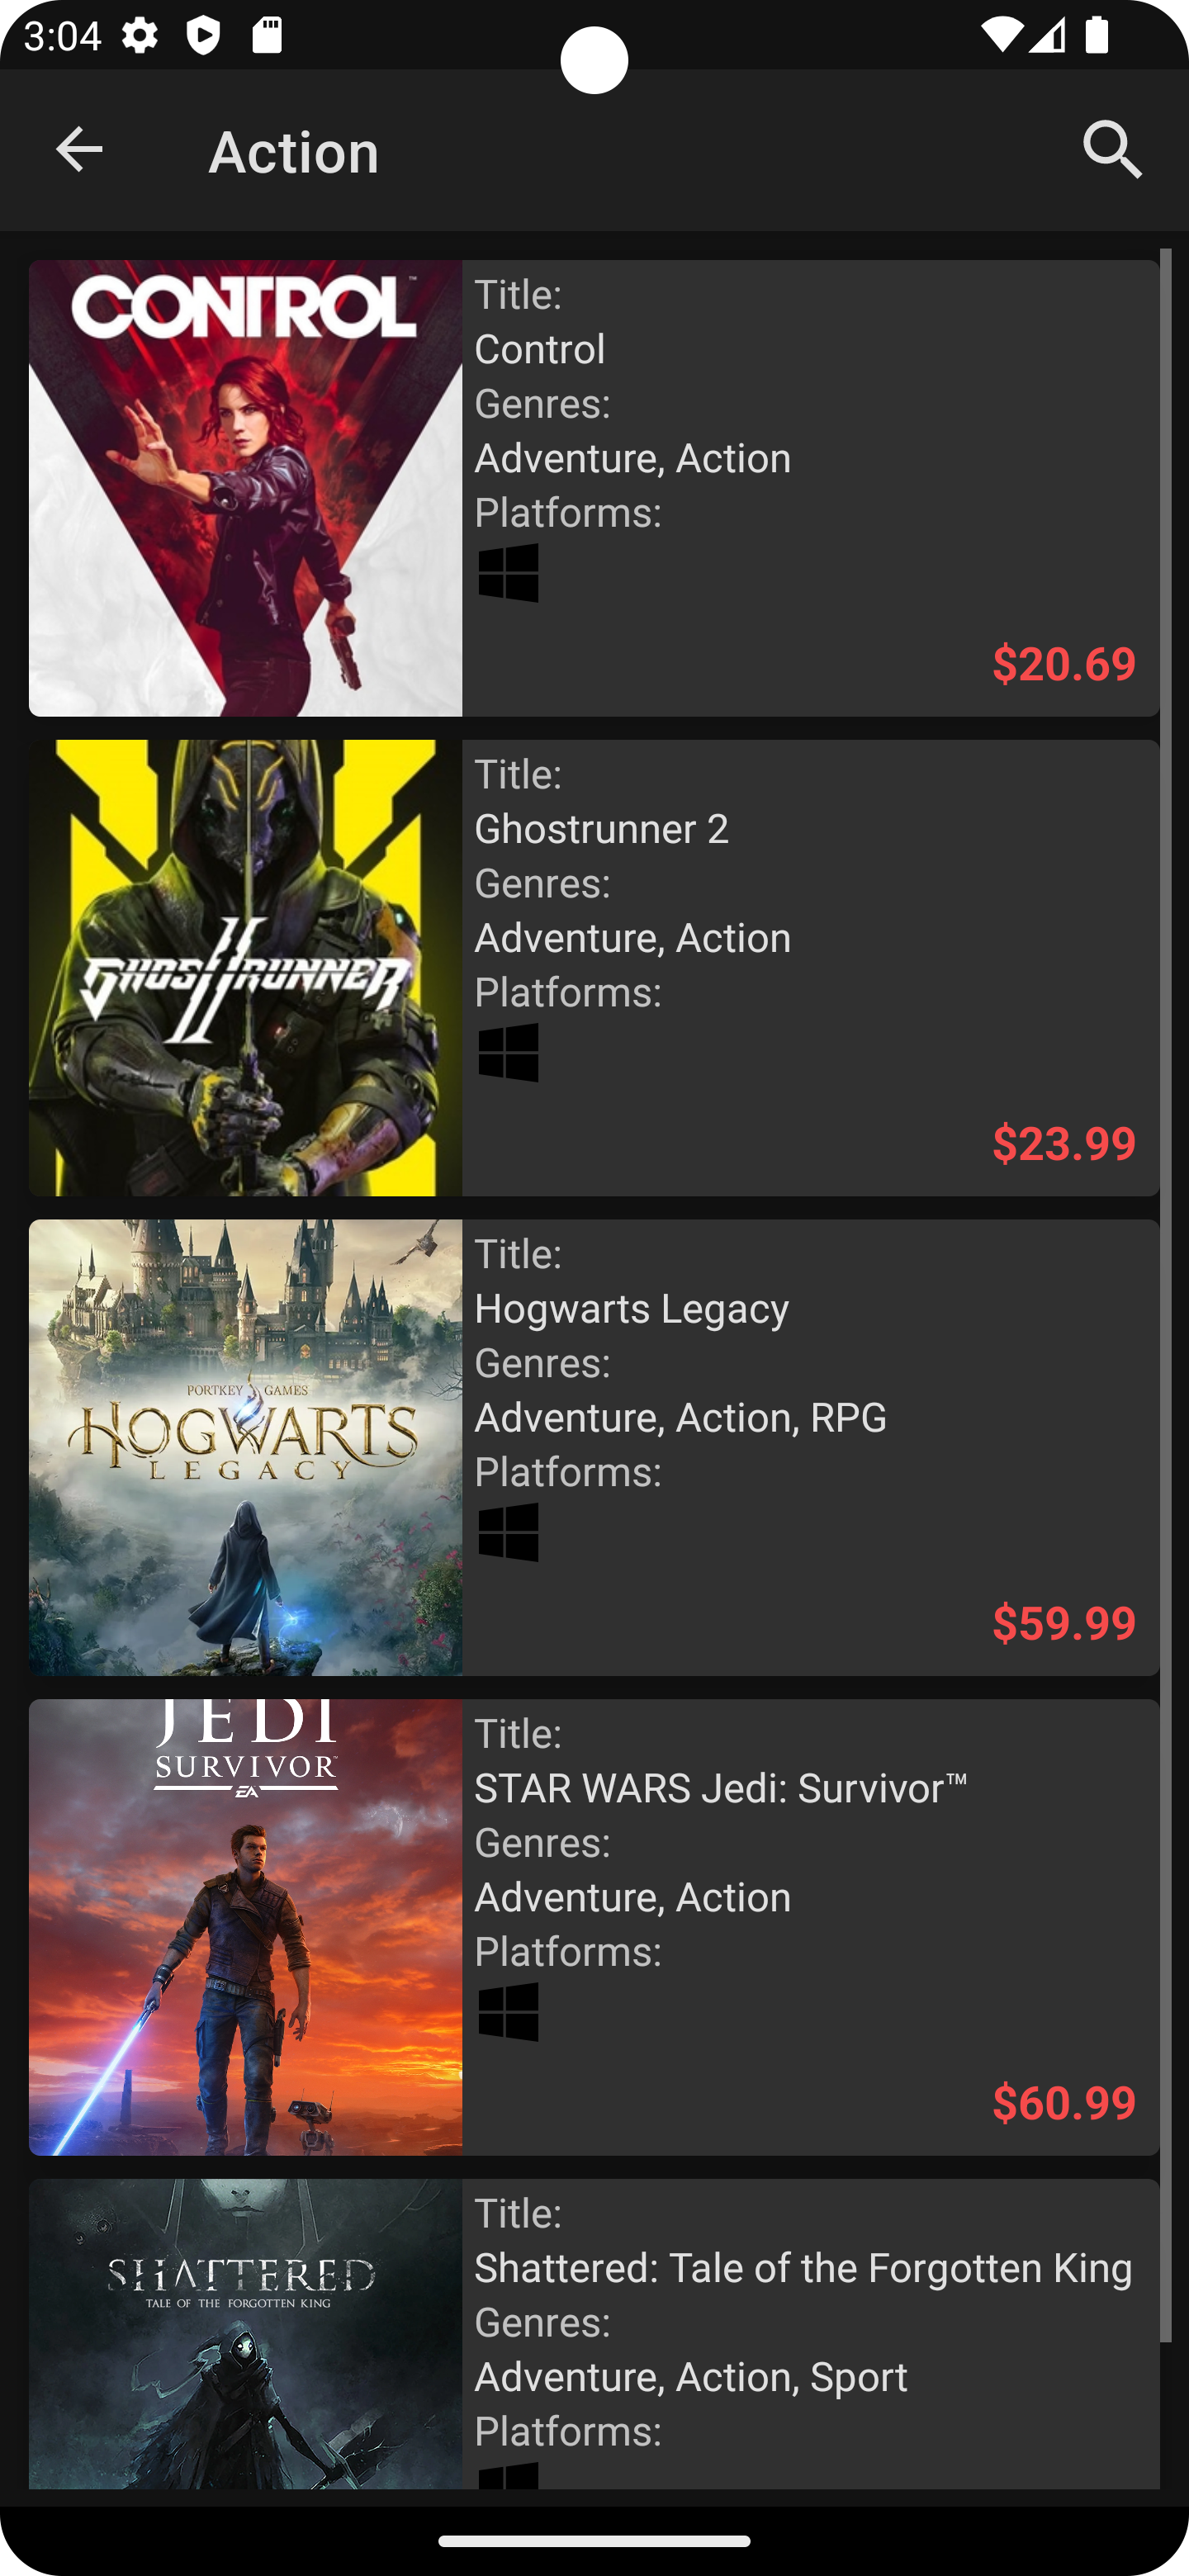 3:04
Action
CONTROL™
Title:
Control
Genres:
Adventure, Action
Platforms:
$20.69
GHOSTRUNNER
II
Title:
Ghostrunner 2
Genres:
Adventure, Action
Platforms:
$23.99
PORTKEY GAMES
HOGWARTS
LEGACY
Title:
Hogwarts Legacy
Genres:
Adventure, Action, RPG
Platforms:
$59.99
JEDI
SURVIVOR™
EA
Title:
STAR WARS Jedi: Survivor™
Genres:
Adventure, Action
Platforms:
$60.99
SHATTERED
TALE OF THE FORGOTTEN KING
Title:
Shattered: Tale of the Forgotten King
Genres:
Adventure, Action, Sport
Platforms: